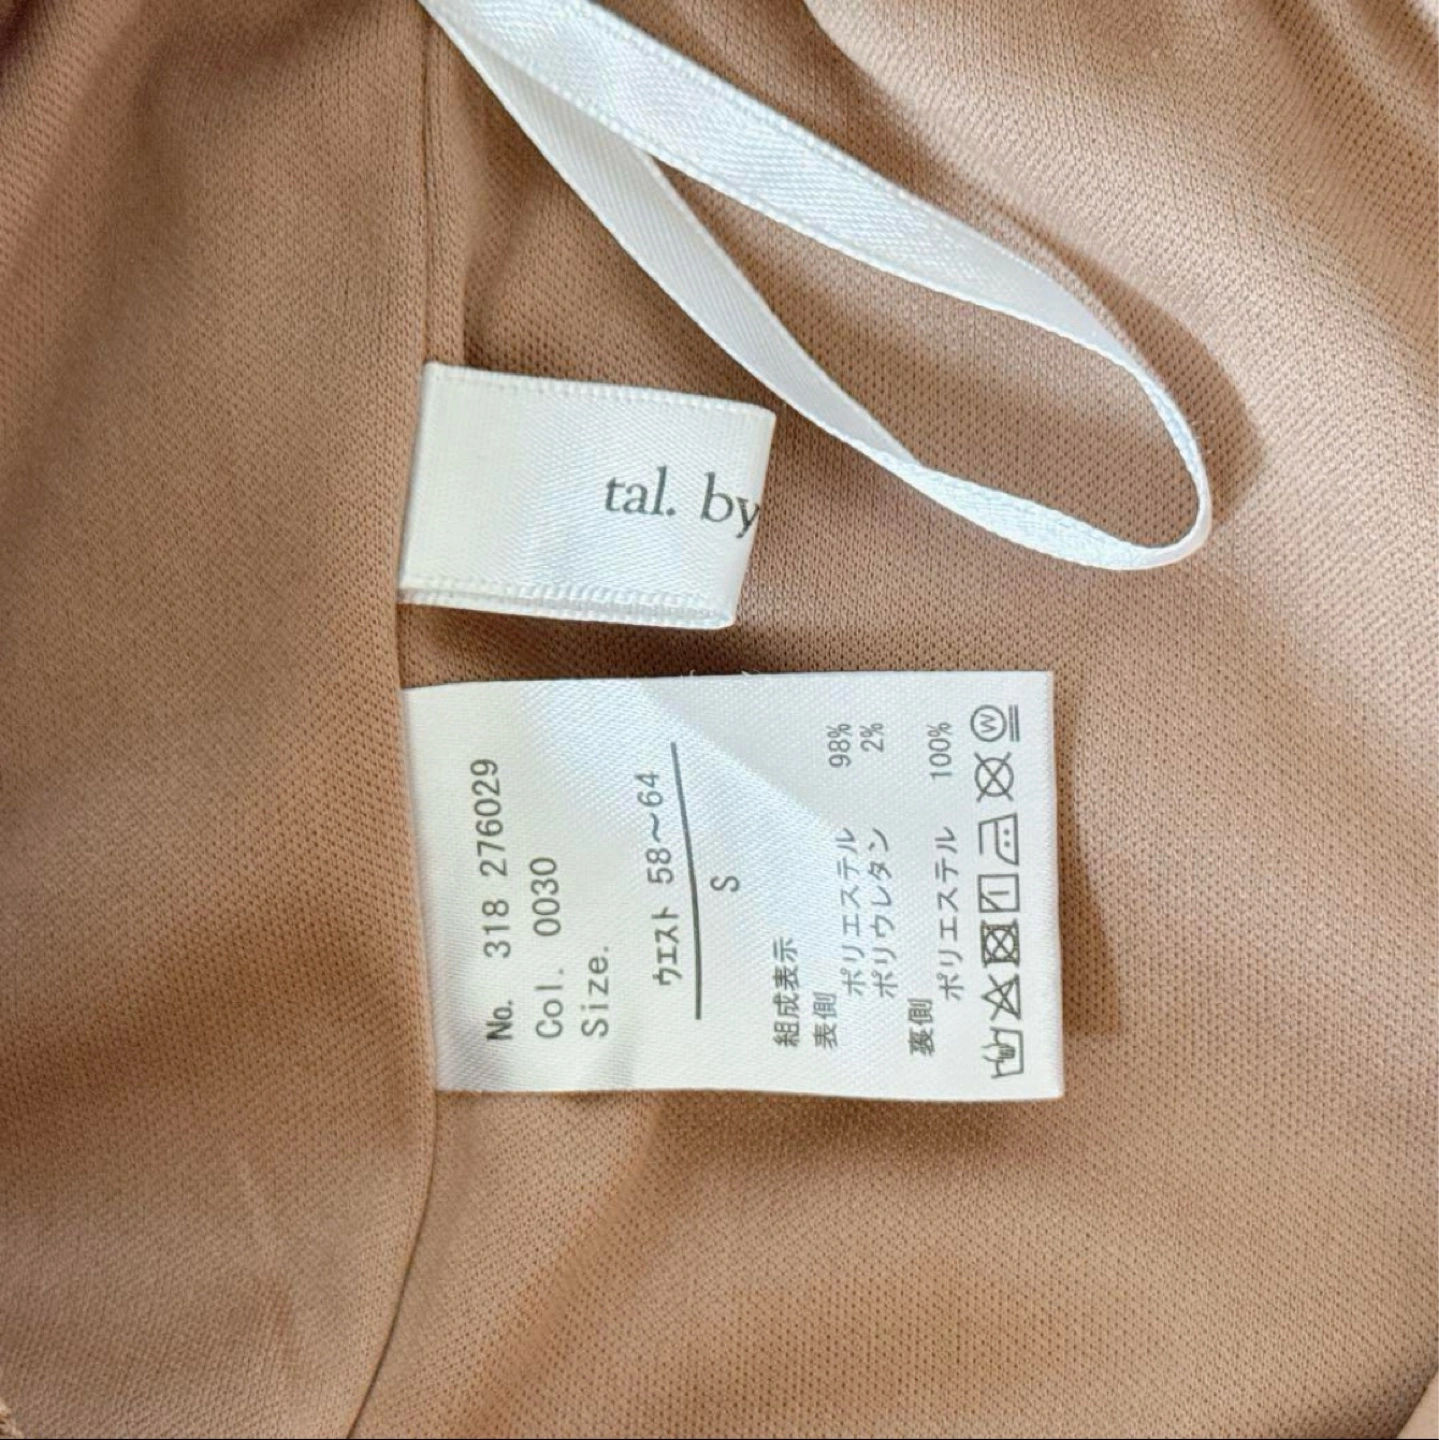 tal. by
No. 318 276029
Col. 0030
Size.
ウエスト 58～64
S
組成表示
表側
ポリエステル 98%
ポリウレタン 2%
裏側
ポリエステル 100%
W